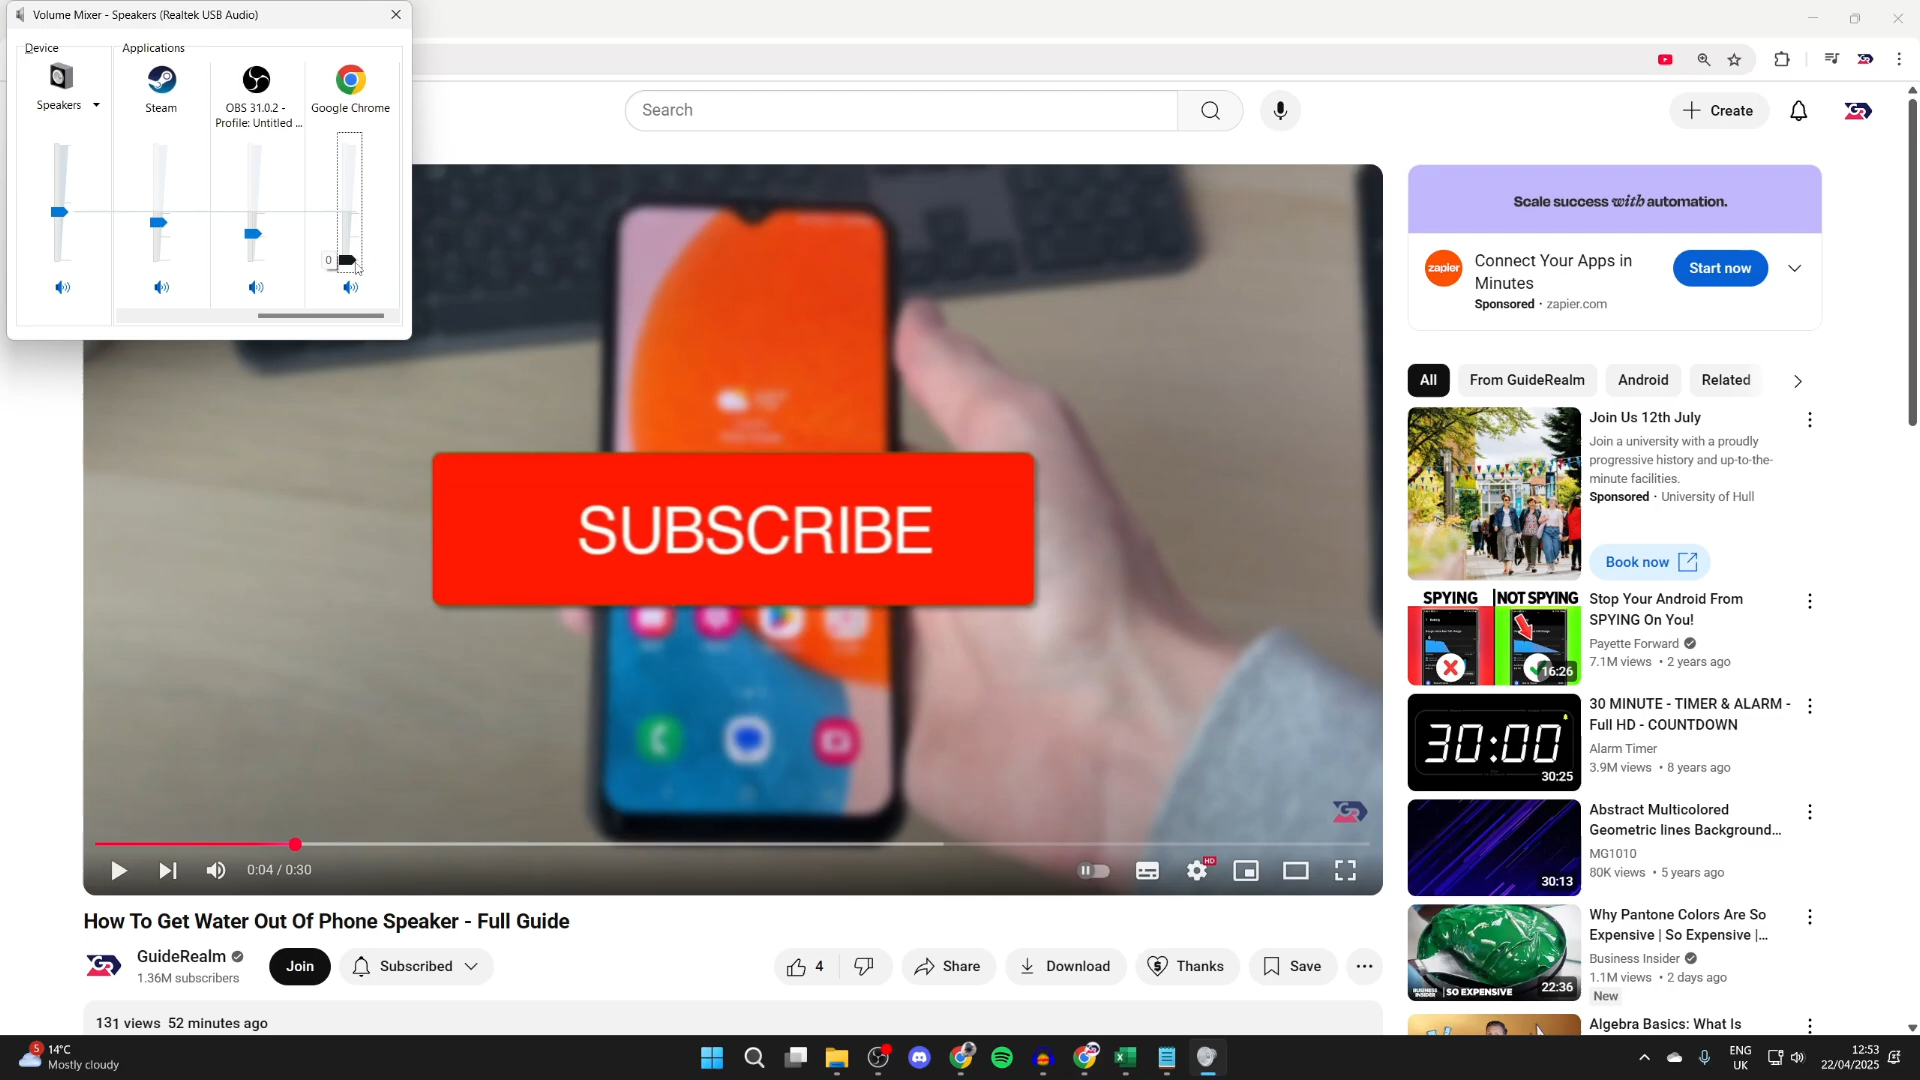 Volume Mixer - Speakers (Realtek USB Audio)
Device
Applications
Speakers
Steam
OBS 31.0.2 -
Profile: Untitled ...
Google Chrome
0
Search
Create
SUBSCRIBE
HD
0:04 / 0:30
How To Get Water Out Of Phone Speaker - Full Guide
GuideRealm
1.36M subscribers
Join
Subscribed
4
Share
Download
Thanks
Save
131 views 52 minutes ago
Scale success with automation.
zapier
Connect Your Apps in
Minutes
Sponsored · zapier.com
Start now
All
From GuideRealm
Android
Related
Join Us 12th July
Join a university with a proudly
progressive history and up-to-the-
minute facilities.
Sponsored · University of Hull
Book now
SPYING
NOT SPYING
16:26
Stop Your Android From
SPYING On You!
Payette Forward
7.1M views • 2 years ago
30:00
30:25
30 MINUTE - TIMER & ALARM -
Full HD - COUNTDOWN
Alarm Timer
3.9M views • 8 years ago
30:13
Abstract Multicolored
Geometric lines Background...
MG1010
80K views • 5 years ago
BUSINESS INSIDER
SO EXPENSIVE
22:36
Why Pantone Colors Are So
Expensive | So Expensive |...
Business Insider
1.1M views • 2 days ago
New
Algebra Basics: What Is
5
14°C
Mostly cloudy
ENG
UK
12:53
22/04/2025